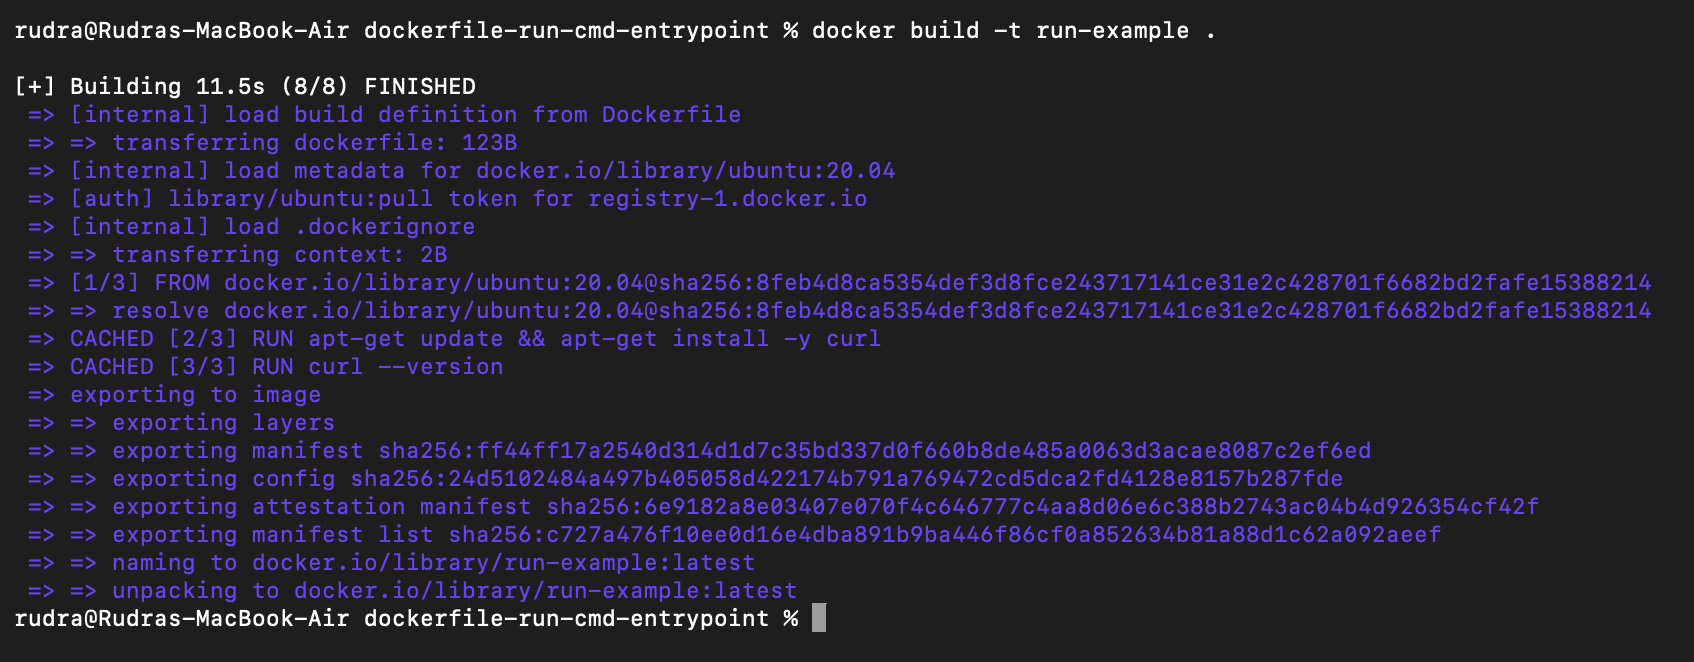 rudra@Rudras-MacBook-Air dockerfile-run-cmd-entrypoint % docker build -t run-example .
[+] Building 11.5s (8/8) FINISHED
=> [internal] load build definition from Dockerfile
=> => transferring dockerfile: 123B
=> [internal] load metadata for docker.io/library/ubuntu:20.04
=> [auth] library/ubuntu:pull token for registry-1.docker.io
=> [internal] load .dockerignore
=> => transferring context: 2B
=> [1/3] FROM docker.io/library/ubuntu:20.04@sha256:8feb4d8ca5354def3d8fce243717141ce31e2c428701f6682bd2fafe15388214
=> => resolve docker.io/library/ubuntu:20.04@sha256:8feb4d8ca5354def3d8fce243717141ce31e2c428701f6682bd2fafe15388214
=> CACHED [2/3] RUN apt-get update && apt-get install -y curl
=> CACHED [3/3] RUN curl --version
=> exporting to image
=> => exporting layers
=> => exporting manifest sha256:ff44ff17a2540d314d1d7c35bd337d0f660b8de485a0063d3acae8087c2ef6ed
=> => exporting config sha256:24d5102484a497b405058d422174b791a769472cd5dca2fd4128e8157b287fde
=> => exporting attestation manifest sha256:6e9182a8e03407e070f4c646777c4aa8d06e6c388b2743ac04b4d926354cf42f
=> => exporting manifest list sha256:c727a476f10ee0d16e4dba891b9ba446f86cf0a852634b81a88d1c62a092aeef
=> => naming to docker.io/library/run-example:latest
=> => unpacking to docker.io/library/run-example:latest
rudra@Rudras-MacBook-Air dockerfile-run-cmd-entrypoint %